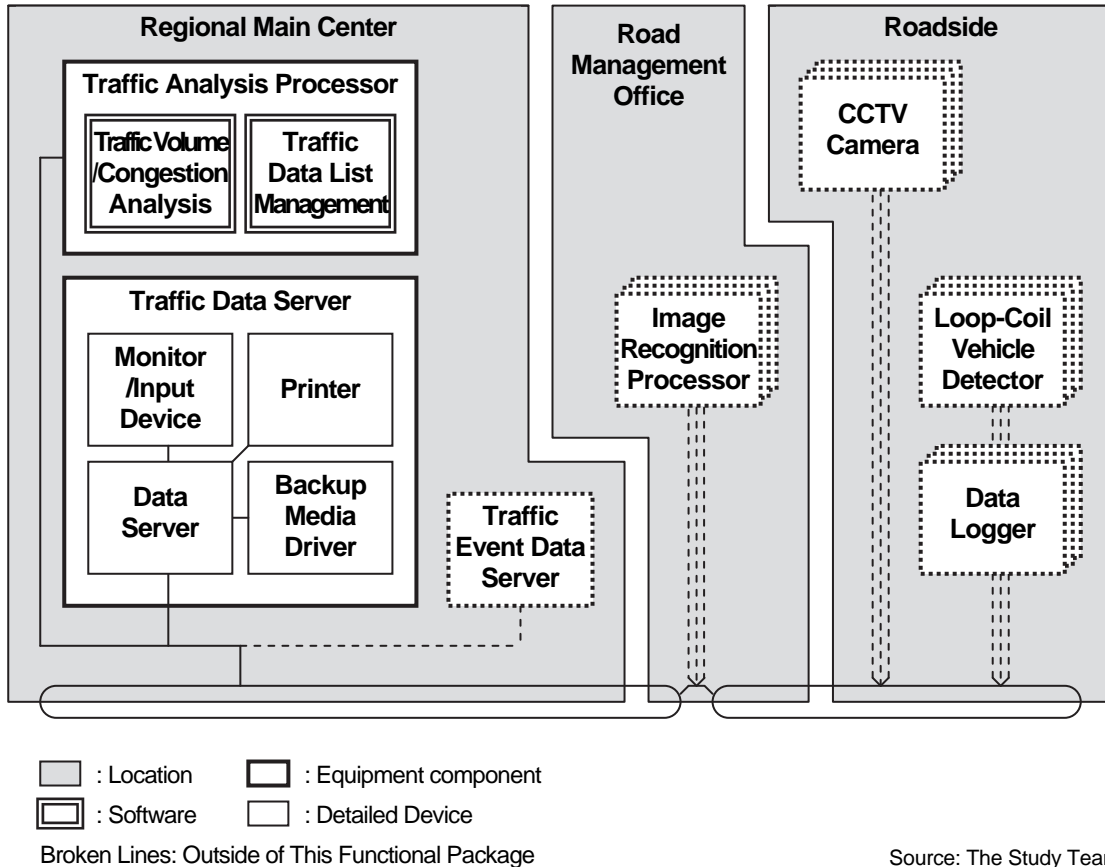 Regional Main Center
Traffic Analysis Processor
Traffic Volume
/Congestion
Analysis
Traffic
Data List
Management
Traffic Data Server
Monitor
/Input
Device
Printer
Data
Server
Backup
Media
Driver
Traffic
Event Data
Server
Road
Management
Office
Image
Recognition
Processor
Roadside
CCTV
Camera
Loop-Coil
Vehicle
Detector
Data
Logger
: Location
: Equipment component
: Software
: Detailed Device
Broken Lines: Outside of This Functional Package
Source: The Study